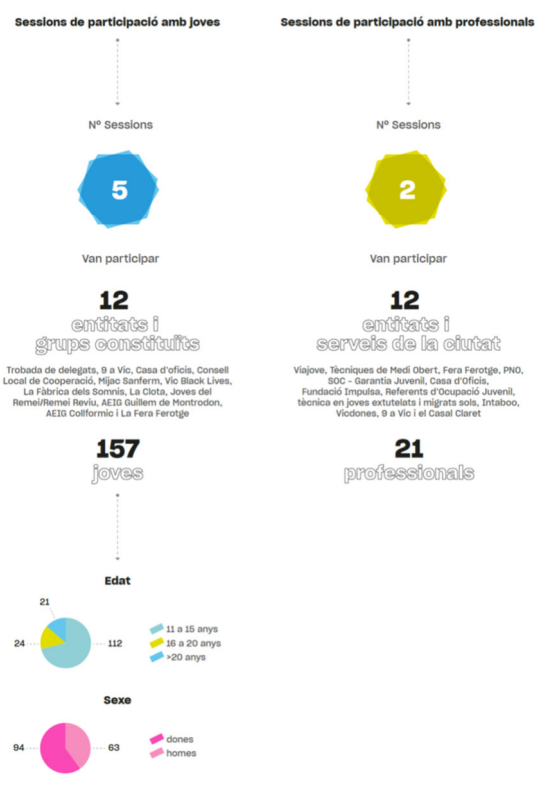 Sessions de participació amb joves
Nº Sessions
5
Van participar
12
entitats i
grups constituïts
Trobada de delegats, 9 a Vic, Casa d'oficis, Consell
Local de Cooperació, Mijac Sanferm, Vic Black Lives,
La Fàbrica dels Somnis, La Clota, Joves del
Remei/Remei Reviu, AEIG Guillem de Montrodon,
AEIG Collformic i La Fera Ferotge
157
joves
Edat
21
24
112
11 a 15 anys
16 a 20 anys
>20 anys
Sexe
94
63
dones
homes
Sessions de participació amb professionals
Nº Sessions
2
Van participar
12
entitats i
serveis de la ciutat
Viajove, Tècniques de Medi Obert, Fera Ferotge, PNO,
SOC - Garantia Juvenil, Casa d'Oficis,
Fundació Impulsa, Referents d'Ocupació Juvenil,
tècnica en joves extutelats i migrats sols, Intaboo,
Vicdones, 9 a Vic i el Casal Claret
21
professionals